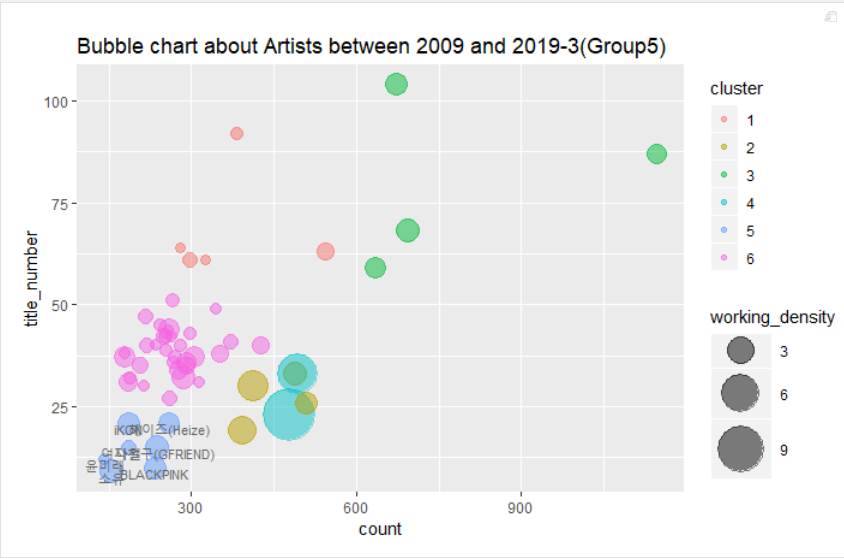 Bubble chart about Artists between 2009 and 2019-3(Group5)
title_number
100
75
50
25
300
600
900
count
cluster
1
2
3
4
5
6
working_density
3
6
9
iKON
헤이즈(Heize)
여자친구(GFRIEND)
BLACKPINK